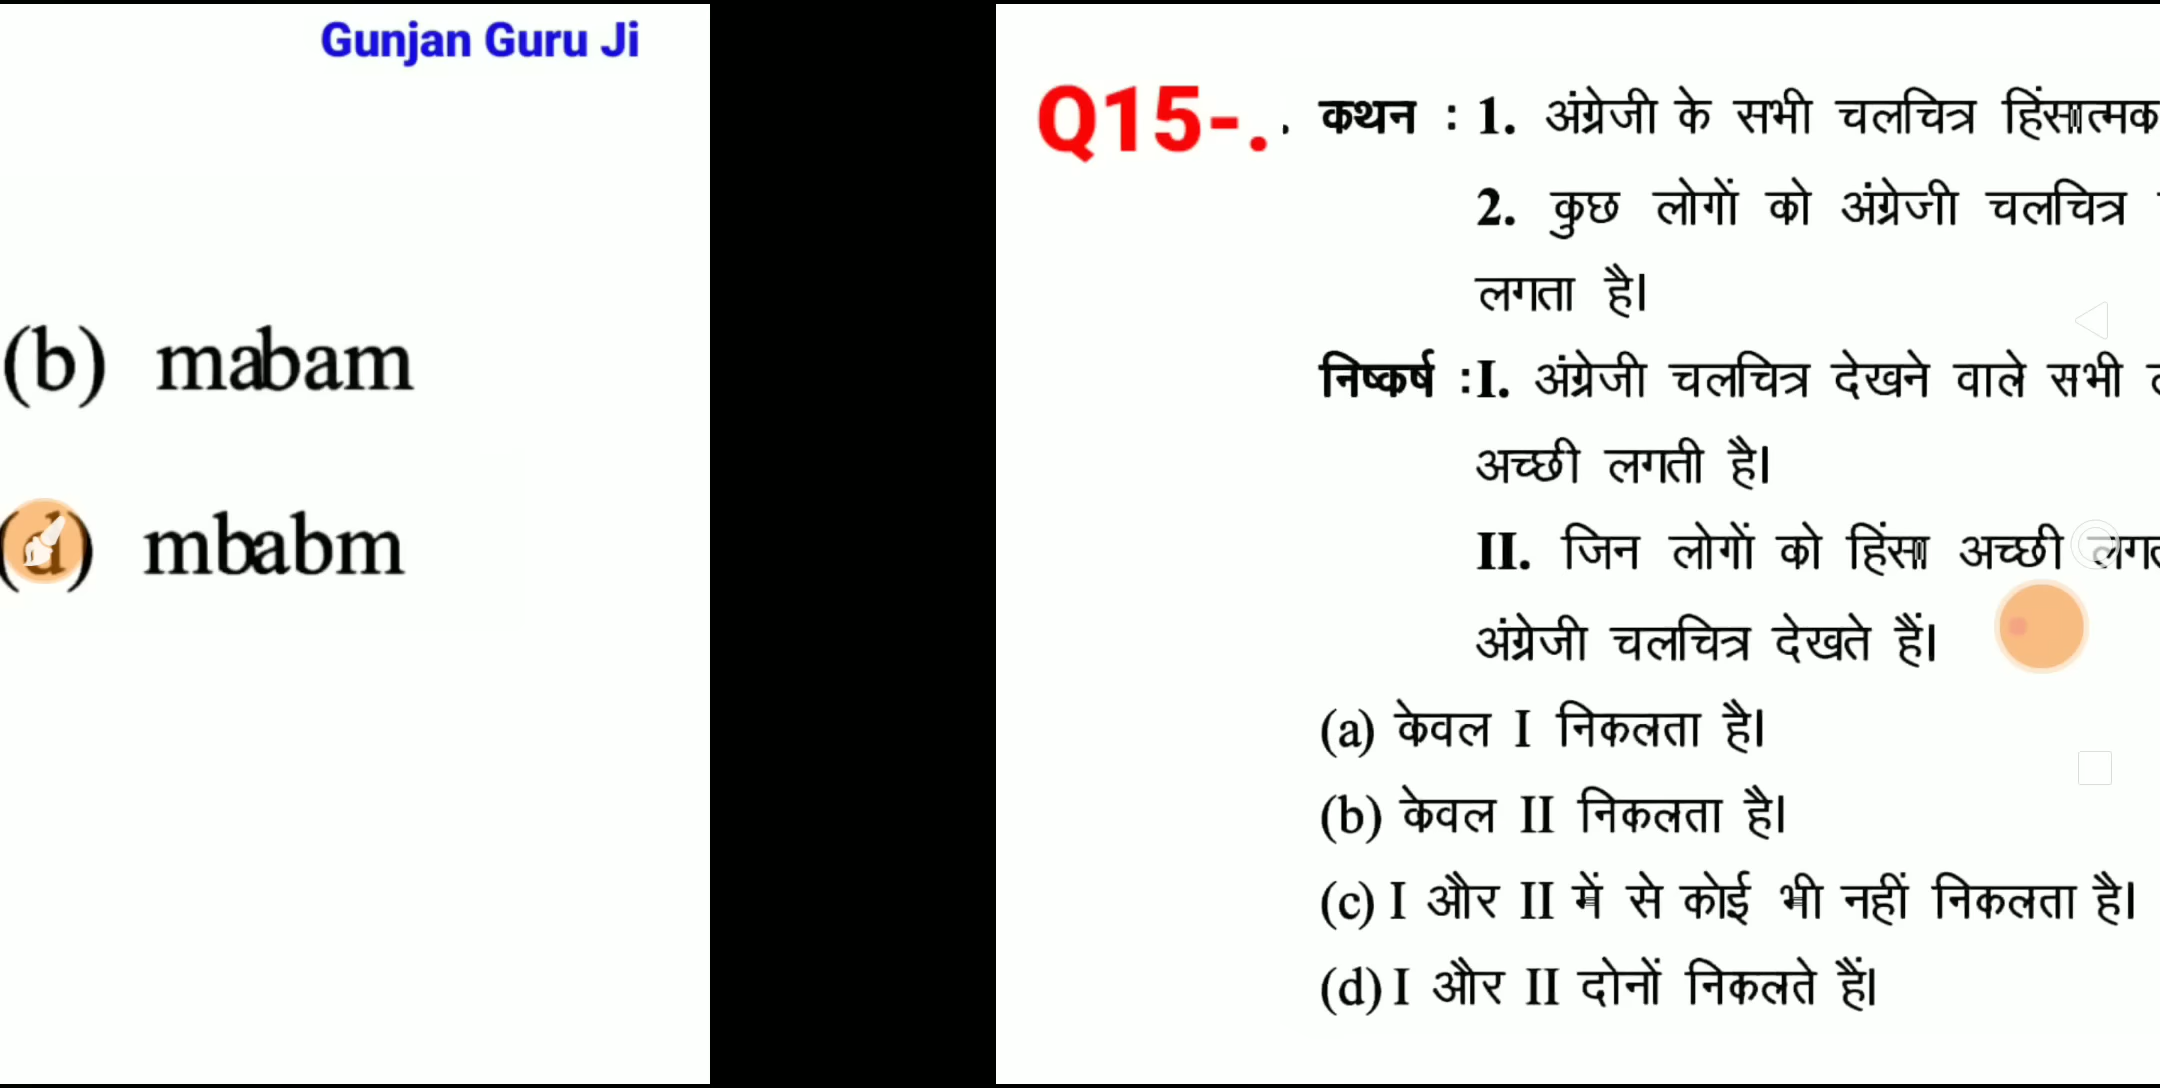 Gunjan Guru Ji
(b) mabam
(d) mbabm
Q15-. . कथन : 1. अंग्रेजी के सभी चलचित्र हिंसात्मक
2. कुछ लोगों को अंग्रेजी चलचित्र
लगता है।
निष्कर्ष :I. अंग्रेजी चलचित्र देखने वाले सभी
अच्छी लगती है।
II. जिन लोगों को हिंसा अच्छी
अंग्रेजी चलचित्र देखते हैं।
(a) केवल I निकलता है।
(b) केवल II निकलता है।
(c) I और II में से कोई भी नहीं निकलता है।
(d) I और II दोनों निकलते हैं।